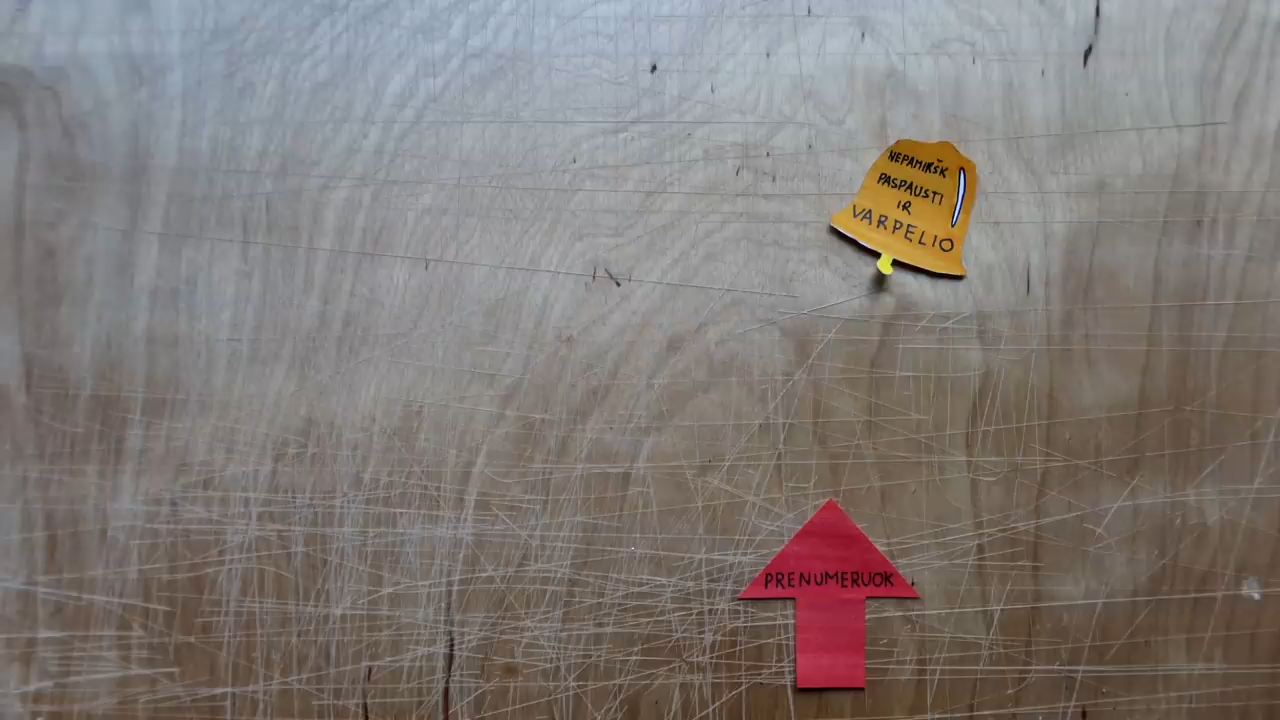 NEPAMIRŠK
PASPAUSTI
IR
VARPELIO
PRENUMERUOK